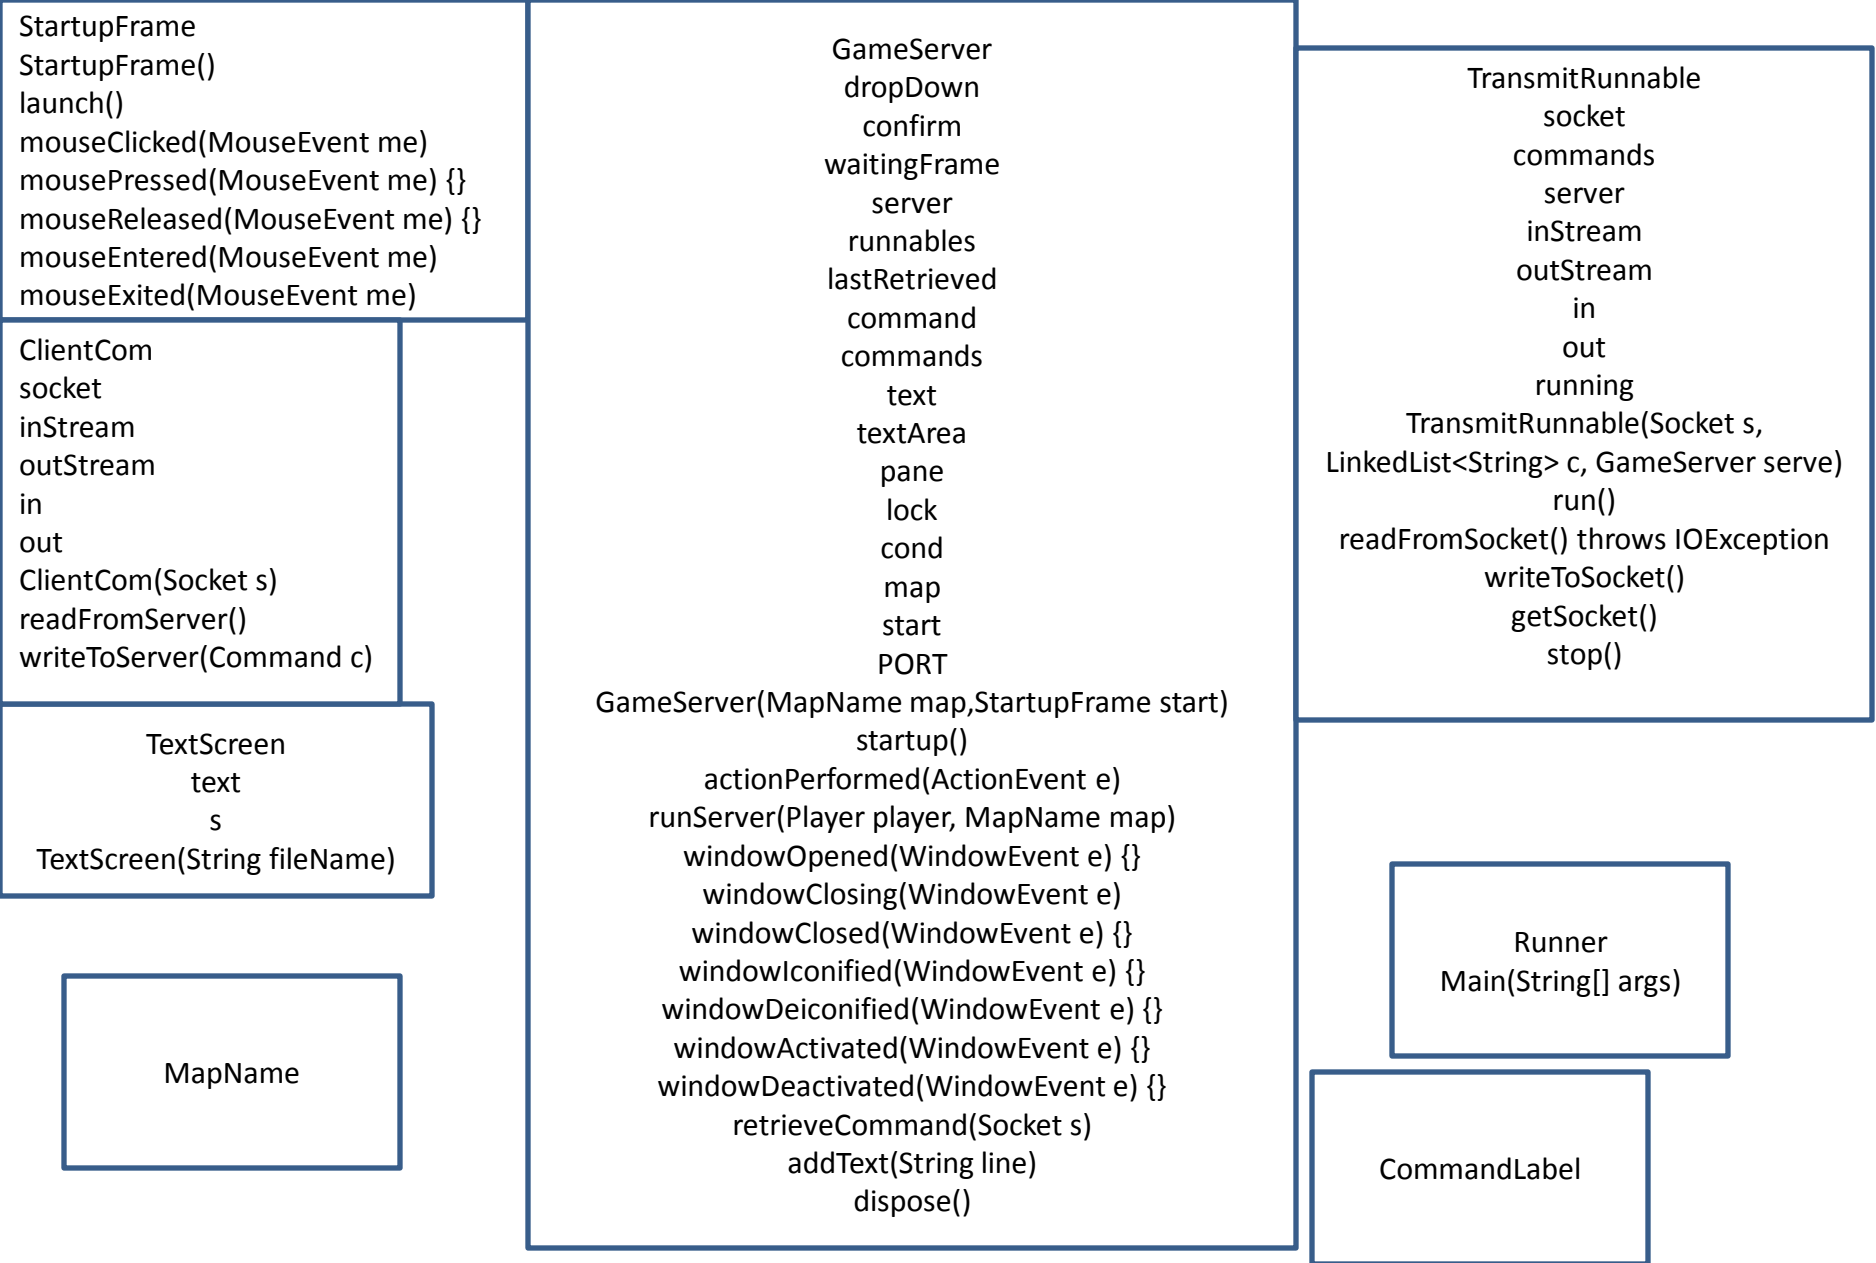 StartupFrame
StartupFrame()
launch()
mouseClicked(MouseEvent me)
mousePressed(MouseEvent me) {}
mouseReleased(MouseEvent me) {}
mouseEntered(MouseEvent me)
mouseExited(MouseEvent me)
ClientCom
socket
inStream
outStream
in
out
ClientCom(Socket s)
readFromServer()
writeToServer(Command c)
TextScreen
text
s
TextScreen(String fileName)
MapName
GameServer
dropDown
confirm
waitingFrame
server
runnables
lastRetrieved
command
commands
text
textArea
pane
lock
cond
map
start
PORT
GameServer(MapName map,StartupFrame start)
startup()
actionPerformed(ActionEvent e)
runServer(Player player, MapName map)
windowOpened(WindowEvent e) {}
windowClosing(WindowEvent e)
windowClosed(WindowEvent e) {}
windowIconified(WindowEvent e) {}
windowDeiconified(WindowEvent e) {}
windowActivated(WindowEvent e) {}
windowDeactivated(WindowEvent e) {}
retrieveCommand(Socket s)
addText(String line)
dispose()
TransmitRunnable
socket
commands
server
inStream
outStream
in
out
running
TransmitRunnable(Socket s,
LinkedList<String> c, GameServer serve)
run()
readFromSocket() throws IOException
writeToSocket()
getSocket()
stop()
Runner
Main(String[] args)
CommandLabel